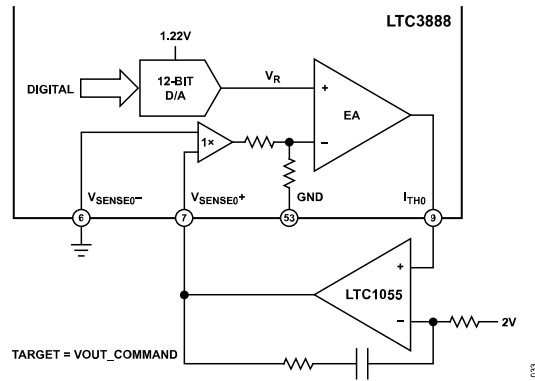 LTC3888
1.22V
DIGITAL
12-BIT
D/A
VR
+
EA
–
1×
VSENSE0–
VSENSE0+
GND
ITH0
6
7
53
9
+
LTC1055
–
2V
TARGET = VOUT_COMMAND
033